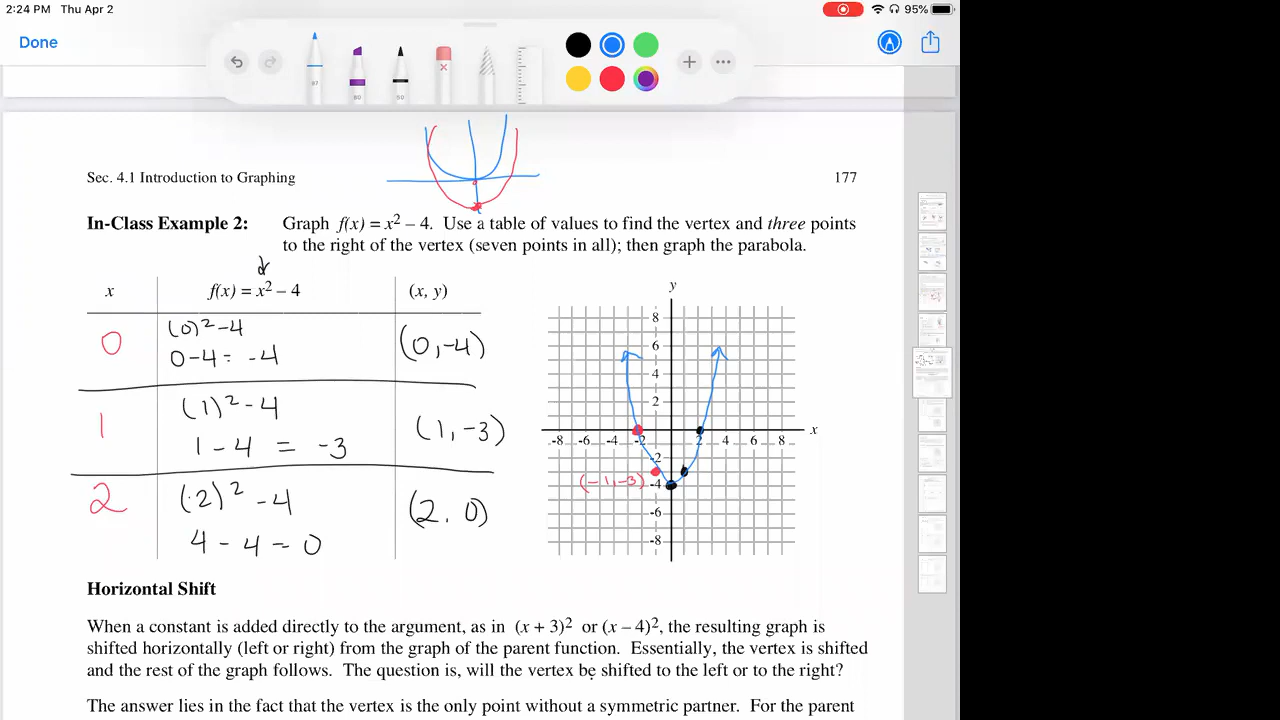 2:24 PM Thu Apr 2 95%
Done
97 80 50
Sec. 4.1 Introduction to Graphing 177
In-Class Example 2: Graph f(x) = x² – 4. Use a table of values to find the vertex and three points
to the right of the vertex (seven points in all); then graph the parabola.
x f(x) = x² – 4 (x, y)
0 (0)² -4 (0,-4)
0-4= -4
1 (1)² -4 (1,-3)
1 - 4 = -3
2 (2)² -4 (2, 0)
4 - 4 = 0
y
8
6
4
2
-8 -6 -4 -2 2 4 6 8 x
-2
(-1,-3) -4
-6
-8
Horizontal Shift
When a constant is added directly to the argument, as in (x + 3)² or (x – 4)², the resulting graph is
shifted horizontally (left or right) from the graph of the parent function. Essentially, the vertex is shifted
and the rest of the graph follows. The question is, will the vertex be shifted to the left or to the right?
The answer lies in the fact that the vertex is the only point without a symmetric partner. For the parent